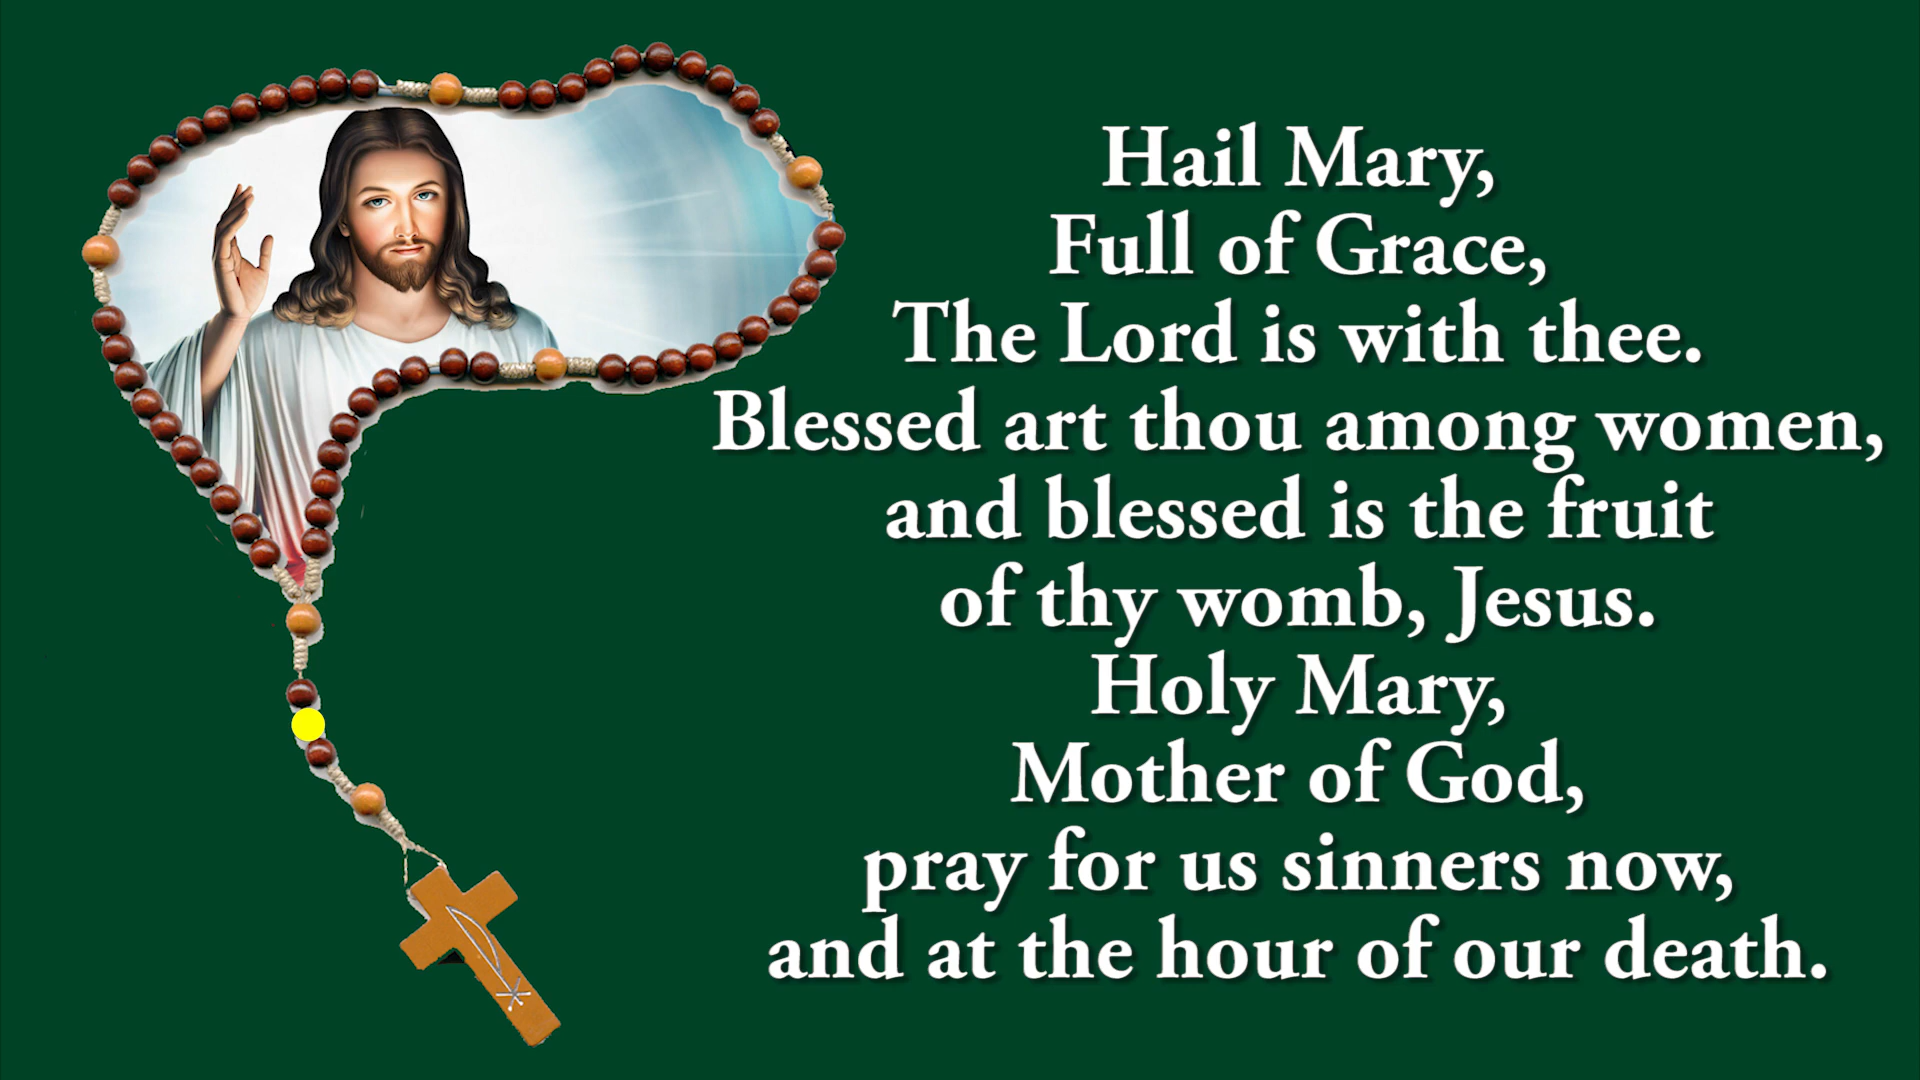 Hail Mary,
Full of Grace,
The Lord is with thee.
Blessed art thou among women,
and blessed is the fruit
of thy womb, Jesus.
Holy Mary,
Mother of God,
pray for us sinners now,
and at the hour of our death.